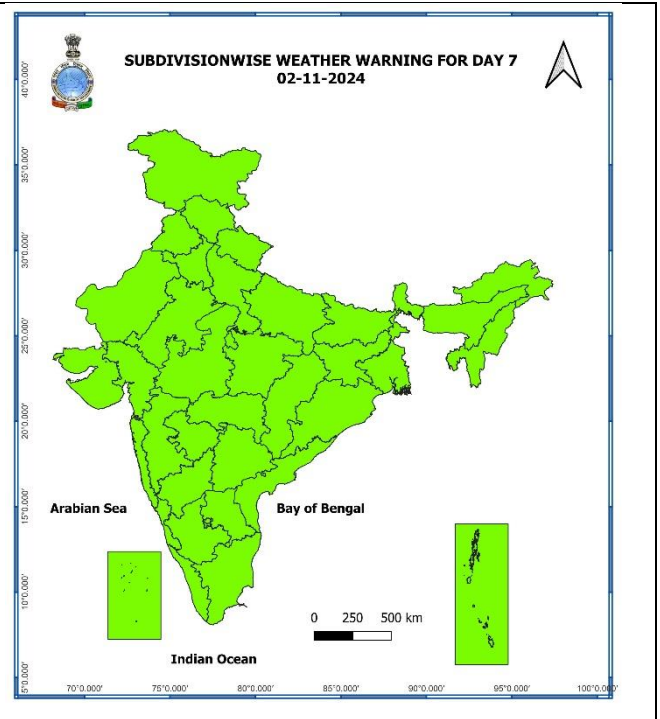 SUBDIVISIONWISE WEATHER WARNING FOR DAY 7
02-11-2024
40°0.000'
35°0.000'
30°0.000'
25°0.000'
20°0.000'
15°0.000'
10°0.000'
5°0.000'
Arabian Sea
Bay of Bengal
0 250 500 km
Indian Ocean
70°0.000' 75°0.000' 80°0.000' 85°0.000' 90°0.000' 95°0.000' 100°0.000'